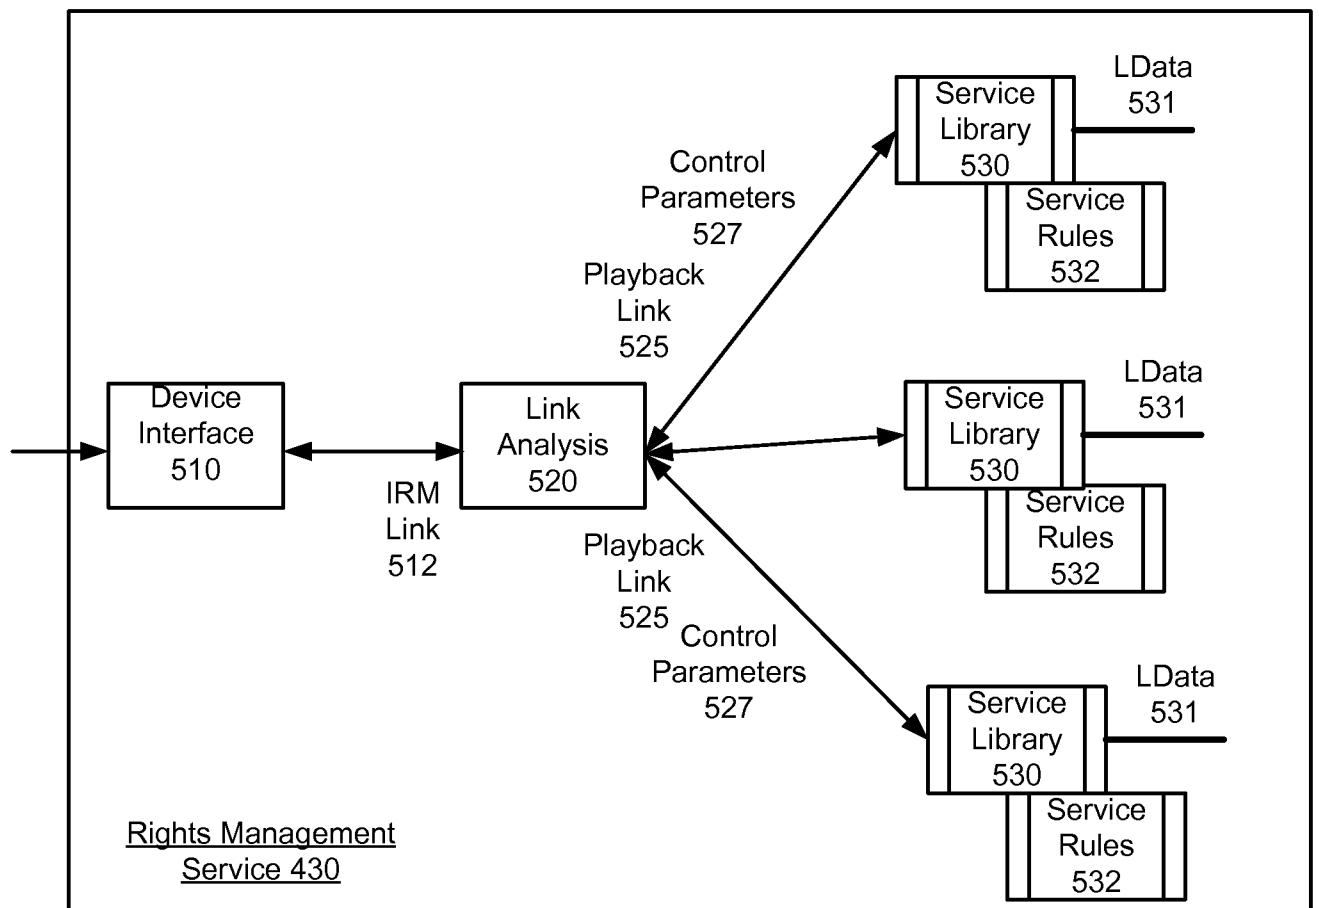 LData
531
Service
Library
530
Control
Parameters
527
Service
Rules
532
Playback
Link
525
Device
Interface
510
Link
Analysis
520
IRM
Link
512
LData
531
Service
Library
530
Service
Rules
532
Playback
Link
525
Control
Parameters
527
LData
531
Service
Library
530
Service
Rules
532
Rights Management
Service 430